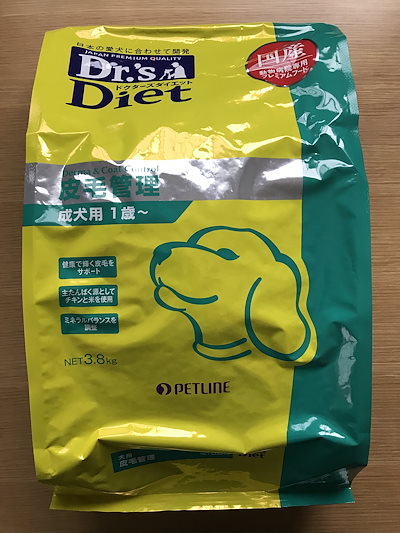 日本の愛犬に合わせて開発
JAPAN PREMIUM QUALITY
Dr.'s
Diet
ドクターズダイエット
国産
動物病院専用
プレミアムフード
Derma & Coat Control
皮毛管理
成犬用 1歳～
健康で輝く皮毛を
サポート
主たんぱく源として
チキンと米を使用
ミネラルバランスを
調整
NET3.8kg
PETLINE
犬用
皮毛管理
Diet